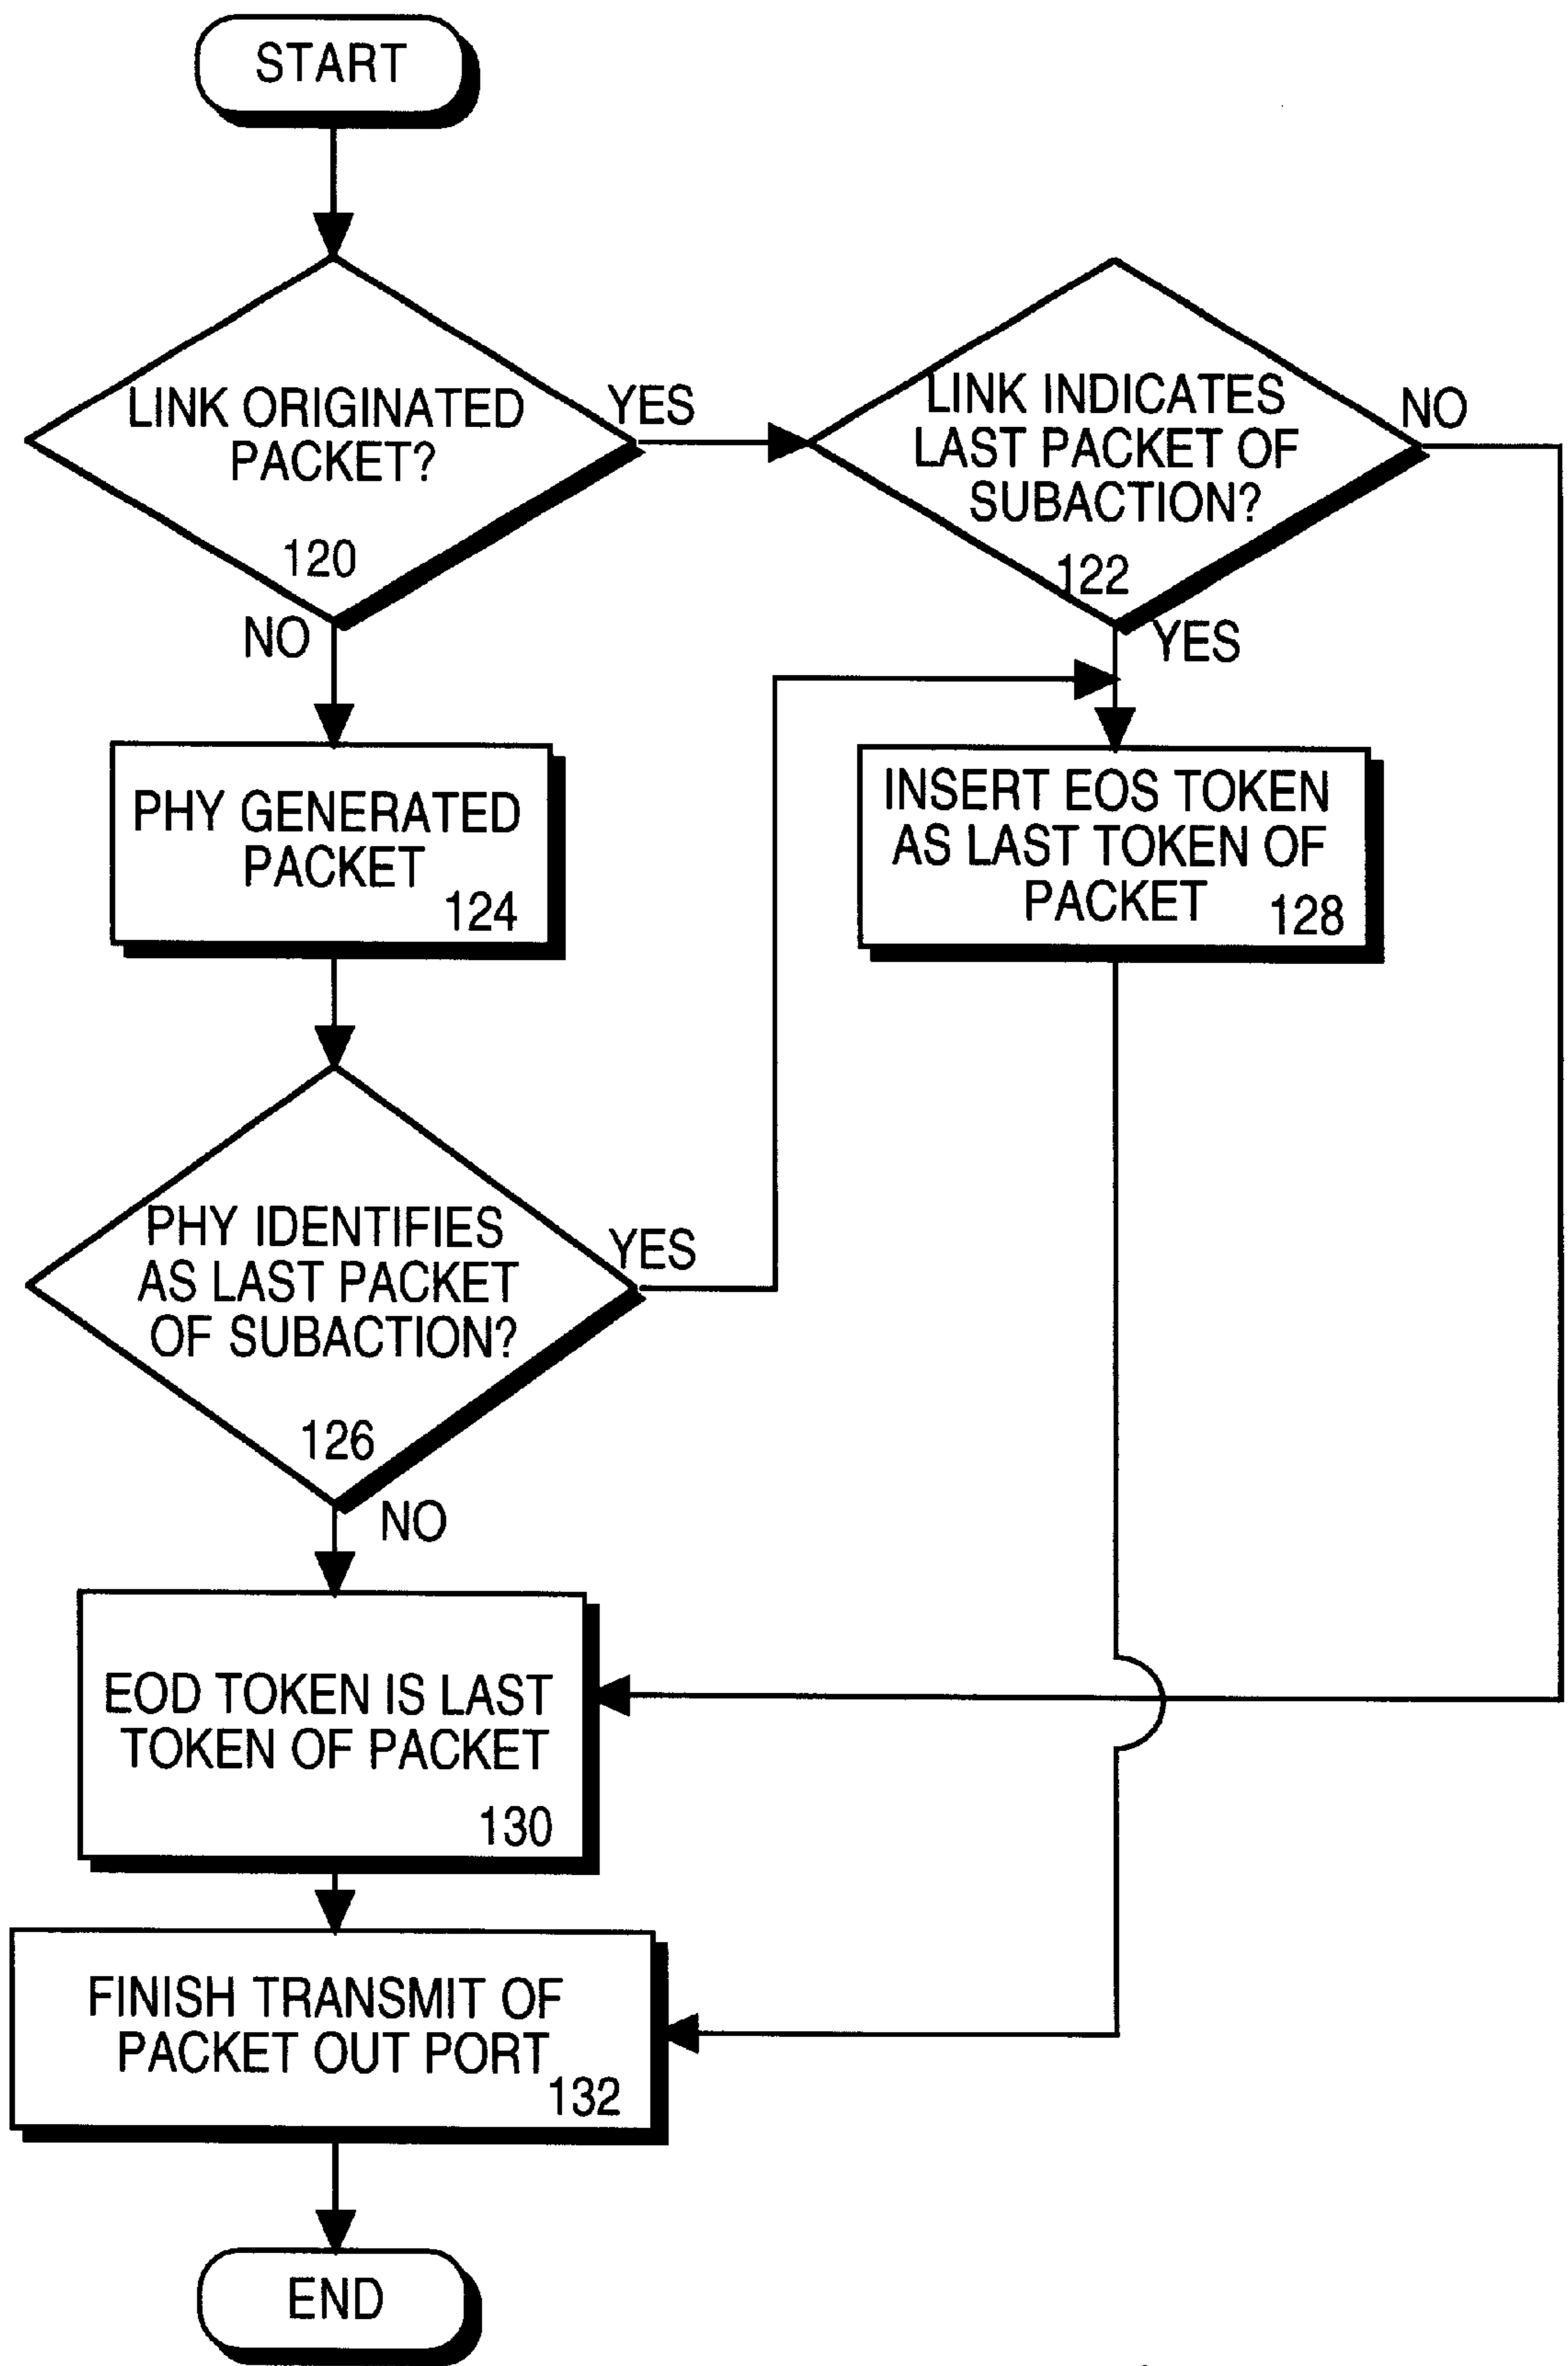 START
LINK ORIGINATED
PACKET?
120
YES
NO
LINK INDICATES
LAST PACKET OF
SUBACTION?
122
NO
YES
PHY GENERATED
PACKET
124
INSERT EOS TOKEN
AS LAST TOKEN OF
PACKET
128
PHY IDENTIFIES
AS LAST PACKET
OF SUBACTION?
126
YES
NO
EOD TOKEN IS LAST
TOKEN OF PACKET
130
FINISH TRANSMIT OF
PACKET OUT PORT
132
END